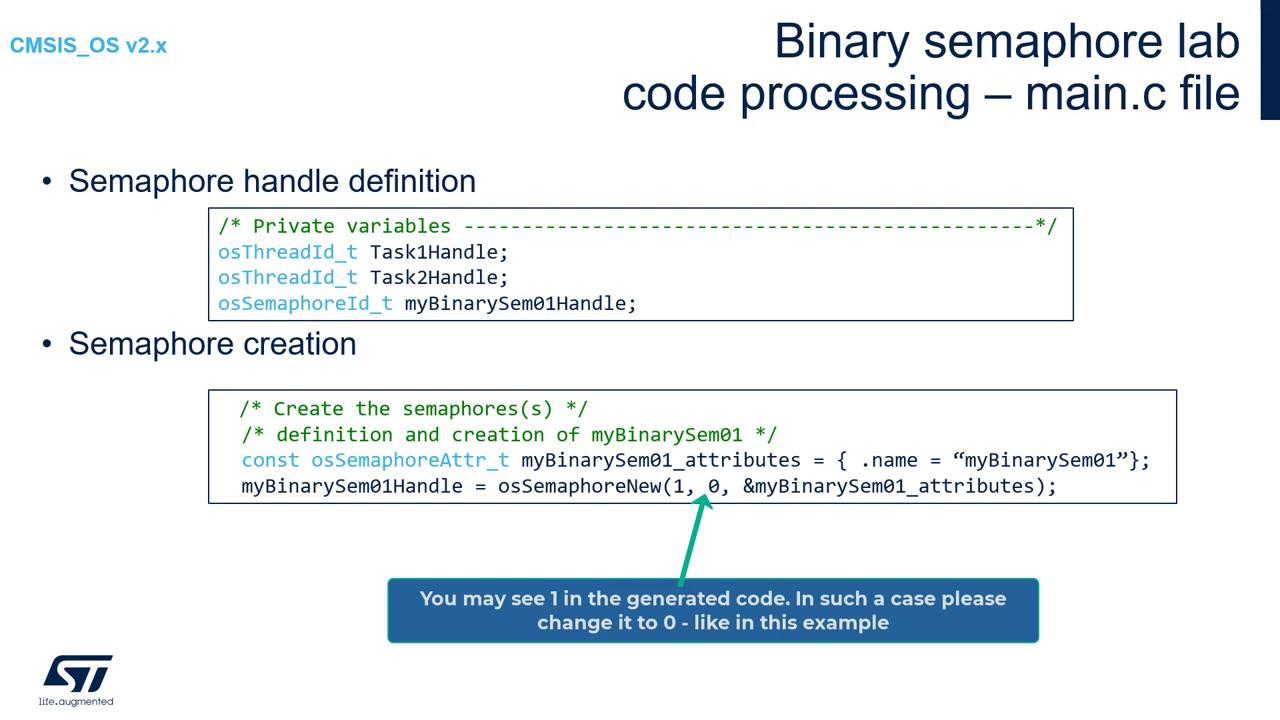 CMSIS_OS v2.x
Binary semaphore lab
code processing – main.c file
• Semaphore handle definition
/* Private variables -------------------------------------------------*/
osThreadId_t Task1Handle;
osThreadId_t Task2Handle;
osSemaphoreId_t myBinarySem01Handle;
• Semaphore creation
/* Create the semaphores(s) */
/* definition and creation of myBinarySem01 */
const osSemaphoreAttr_t myBinarySem01_attributes = { .name = “myBinarySem01”};
myBinarySem01Handle = osSemaphoreNew(1, 0, &myBinarySem01_attributes);
You may see 1 in the generated code. In such a case please
change it to 0 - like in this example
ST
life.augmented